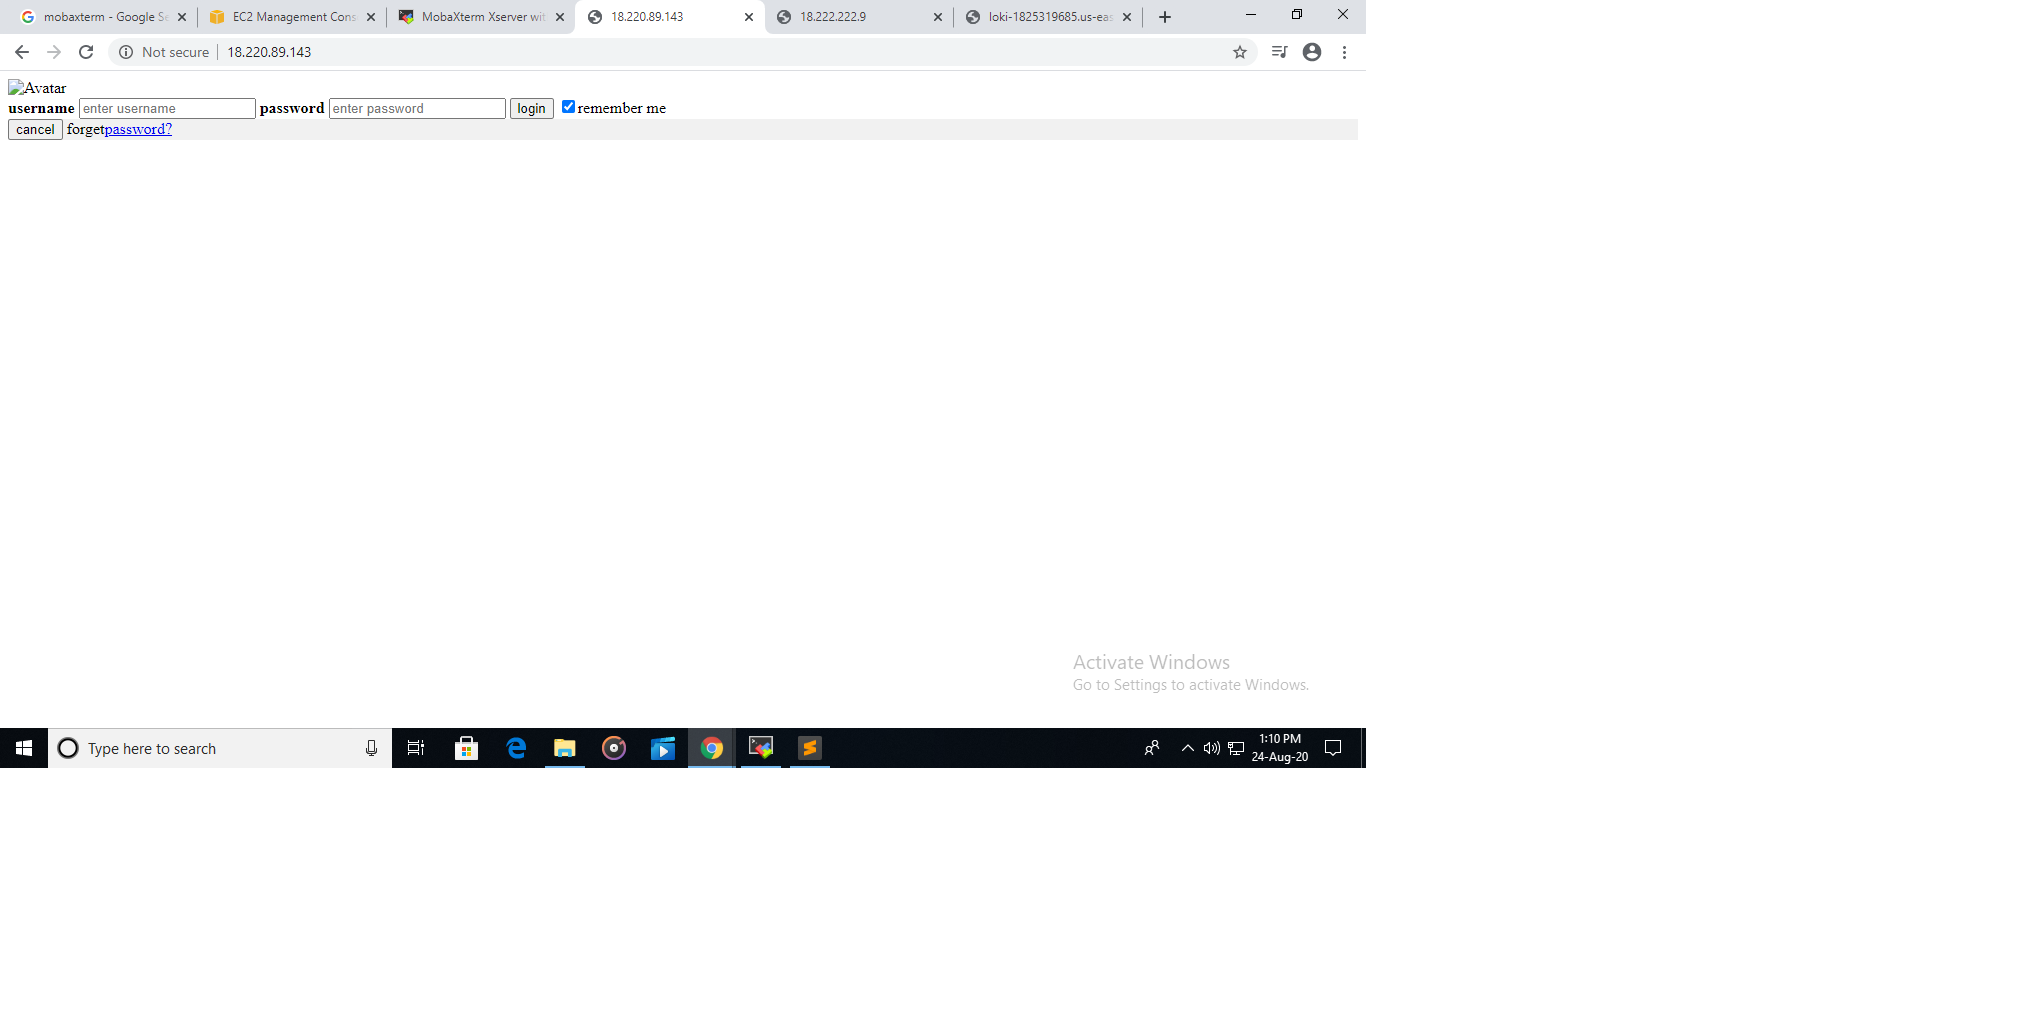 mobaxterm - Google Se
EC2 Management Cons
MobaXterm Xserver wit
18.220.89.143
18.222.222.9
loki-1825319685.us-eas
Not secure
18.220.89.143
Avatar
username enter username password enter password login remember me
cancel forgetpassword?
Activate Windows
Go to Settings to activate Windows.
Type here to search
1:10 PM
24-Aug-20